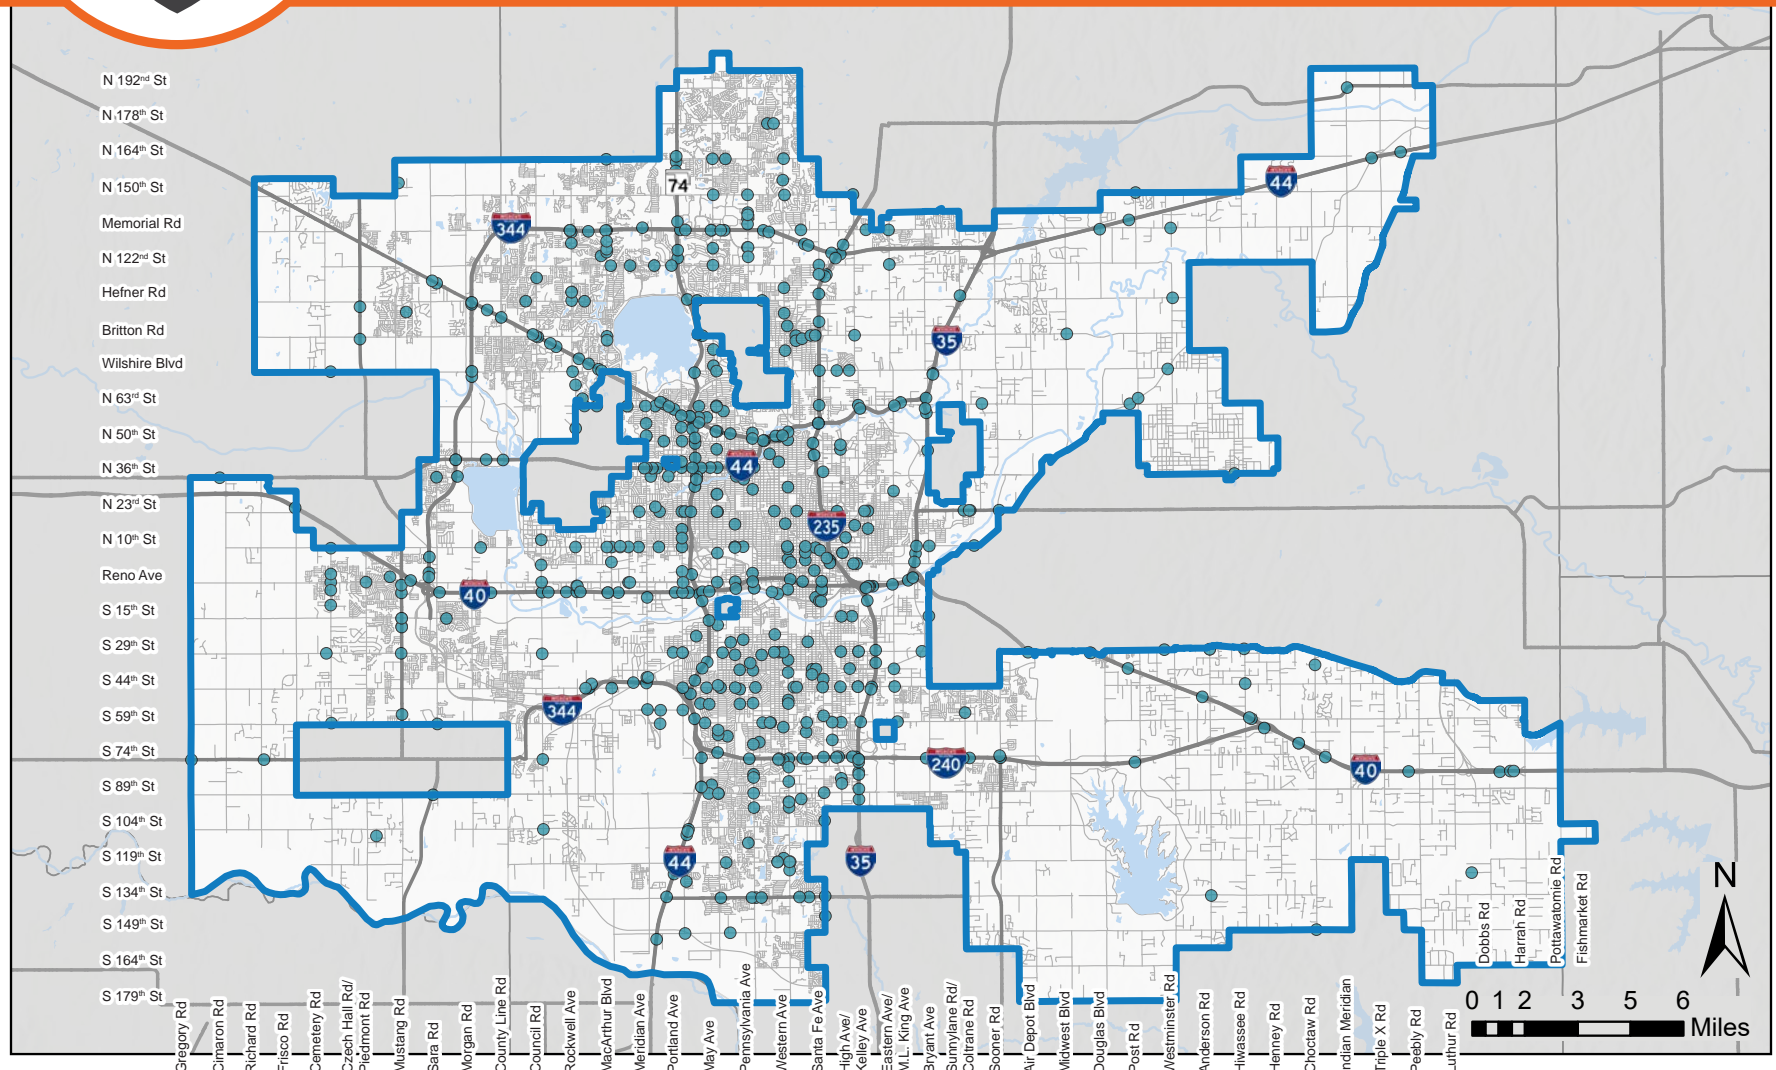 N 192nd St
N 178th St
N 164th St
N 150th St
Memorial Rd
N 122nd St
Hefner Rd
Britton Rd
Wilshire Blvd
N 63rd St
N 50th St
N 36th St
N 23rd St
N 10th St
Reno Ave
S 15th St
S 29th St
S 44th St
S 59th St
S 74th St
S 89th St
S 104th St
S 119th St
S 134th St
S 149th St
S 164th St
S 179th St
74
44
344
35
44
235
40
344
240
40
44
35
Gregory Rd
Cimaron Rd
Richard Rd
Frisco Rd
Cemetery Rd
Czech Hall Rd/
Piedmont Rd
Mustang Rd
Sara Rd
Morgan Rd
County Line Rd
Council Rd
Rockwell Ave
MacArthur Blvd
Meridian Ave
Portland Ave
May Ave
Pennsylvania Ave
Western Ave
Santa Fe Ave
High Ave/
Kelley Ave
Eastern Ave/
M.L. King Ave
Bryant Ave
Sunnylane Rd/
Coltrane Rd
Sooner Rd
Air Depot Blvd
Midwest Blvd
Douglas Blvd
Post Rd
Westminster Rd
Anderson Rd
Hiwassee Rd
Henney Rd
Choctaw Rd
Indian Meridian
Triple X Rd
Peebly Rd
Luthur Rd
Dobbs Rd
Harrah Rd
Pottawatomie Rd
Fishmarket Rd
N
0 1 2 3 5 6
Miles